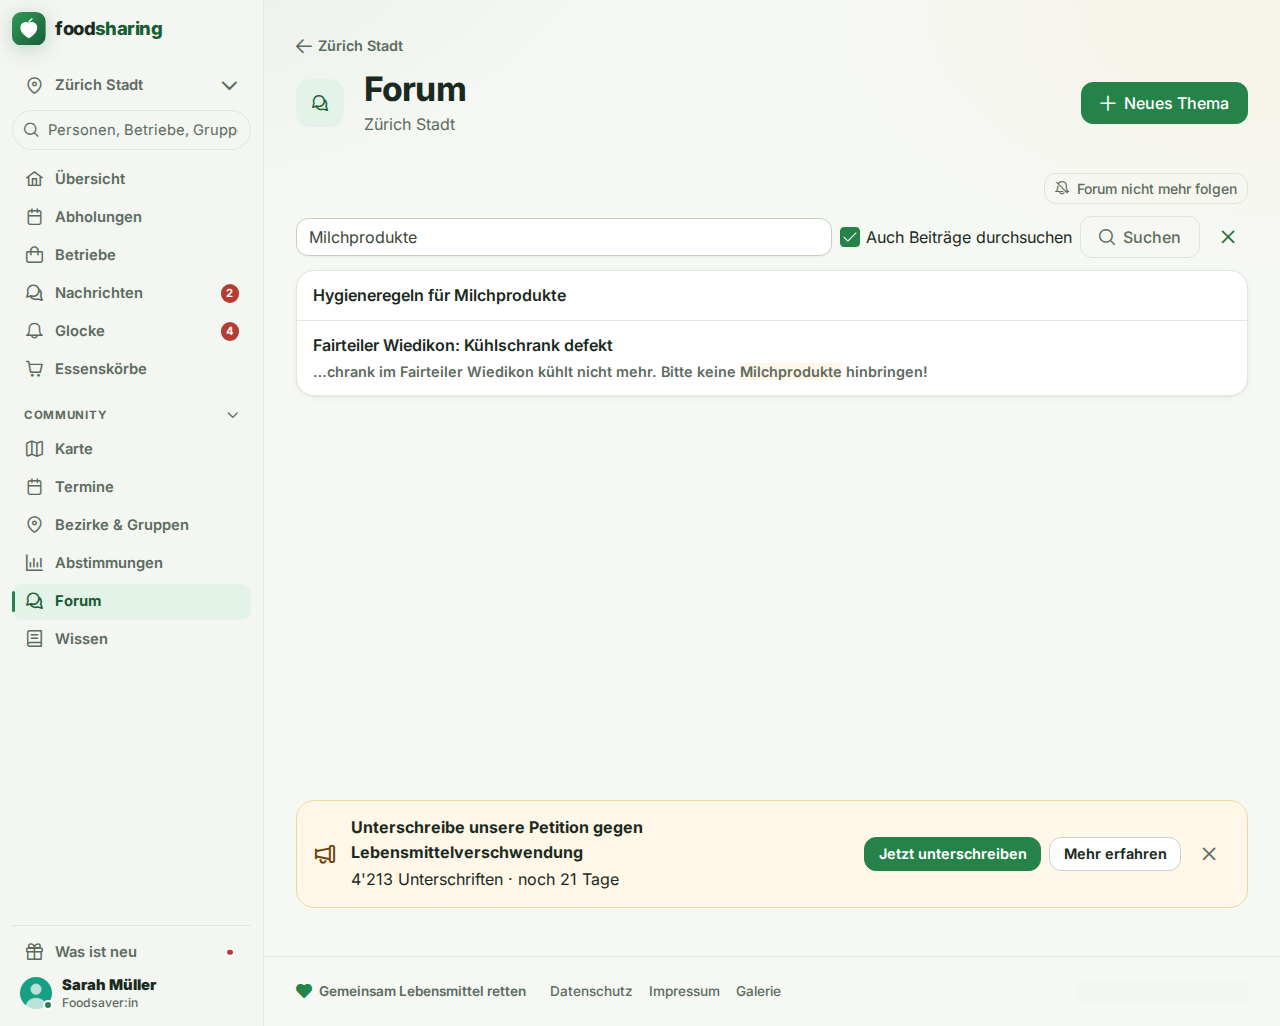 foodsharing
Zürich Stadt
Personen, Betriebe, Grupp
Übersicht
Abholungen
Betriebe
Nachrichten 2
Glocke 4
Essenskörbe
COMMUNITY
Karte
Termine
Bezirke & Gruppen
Abstimmungen
Forum
Wissen
Was ist neu
Sarah Müller
Foodsaver:in
Zürich Stadt
Forum
Zürich Stadt
Neues Thema
Forum nicht mehr folgen
Milchprodukte Auch Beiträge durchsuchen Suchen
Hygieneregeln für Milchprodukte
Fairteiler Wiedikon: Kühlschrank defekt
…chrank im Fairteiler Wiedikon kühlt nicht mehr. Bitte keine Milchprodukte hinbringen!
Unterschreibe unsere Petition gegen
Lebensmittelverschwendung
4'213 Unterschriften · noch 21 Tage
Jetzt unterschreiben Mehr erfahren
Gemeinsam Lebensmittel retten Datenschutz Impressum Galerie